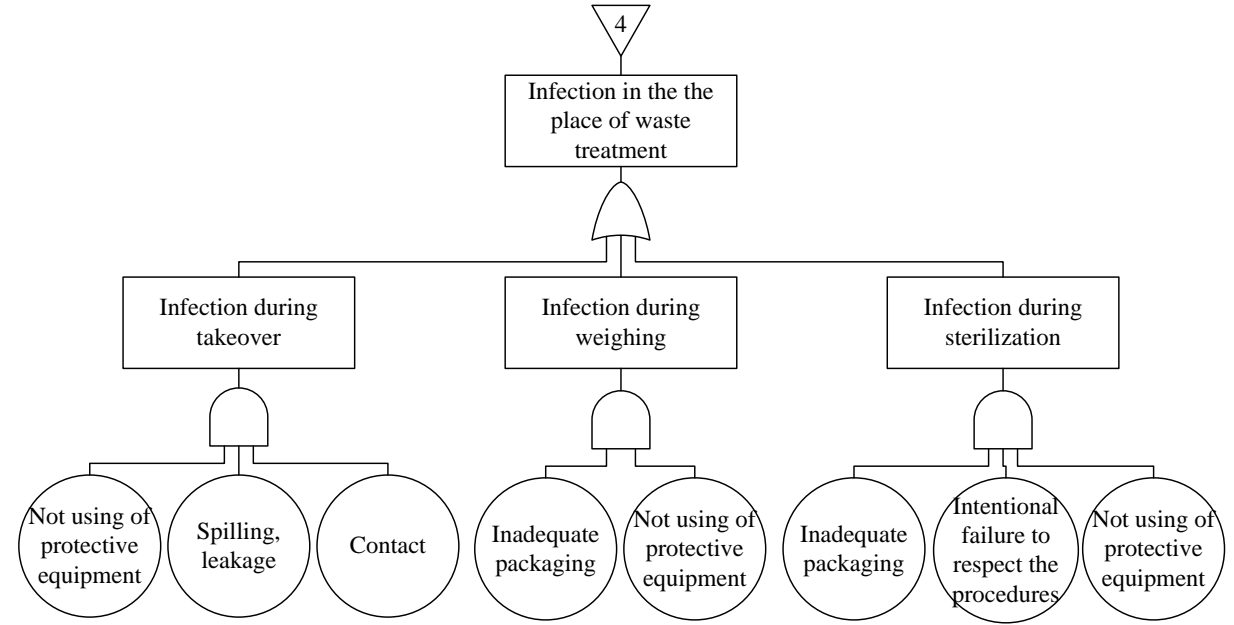 4
Infection in the the
place of waste
treatment
Infection during
takeover
Infection during
weighing
Infection during
sterilization
Not using of
protective
equipment
Spilling,
leakage
Contact
Inadequate
packaging
Not using of
protective
equipment
Inadequate
packaging
Intentional
failure to
respect the
procedures
Not using of
protective
equipment